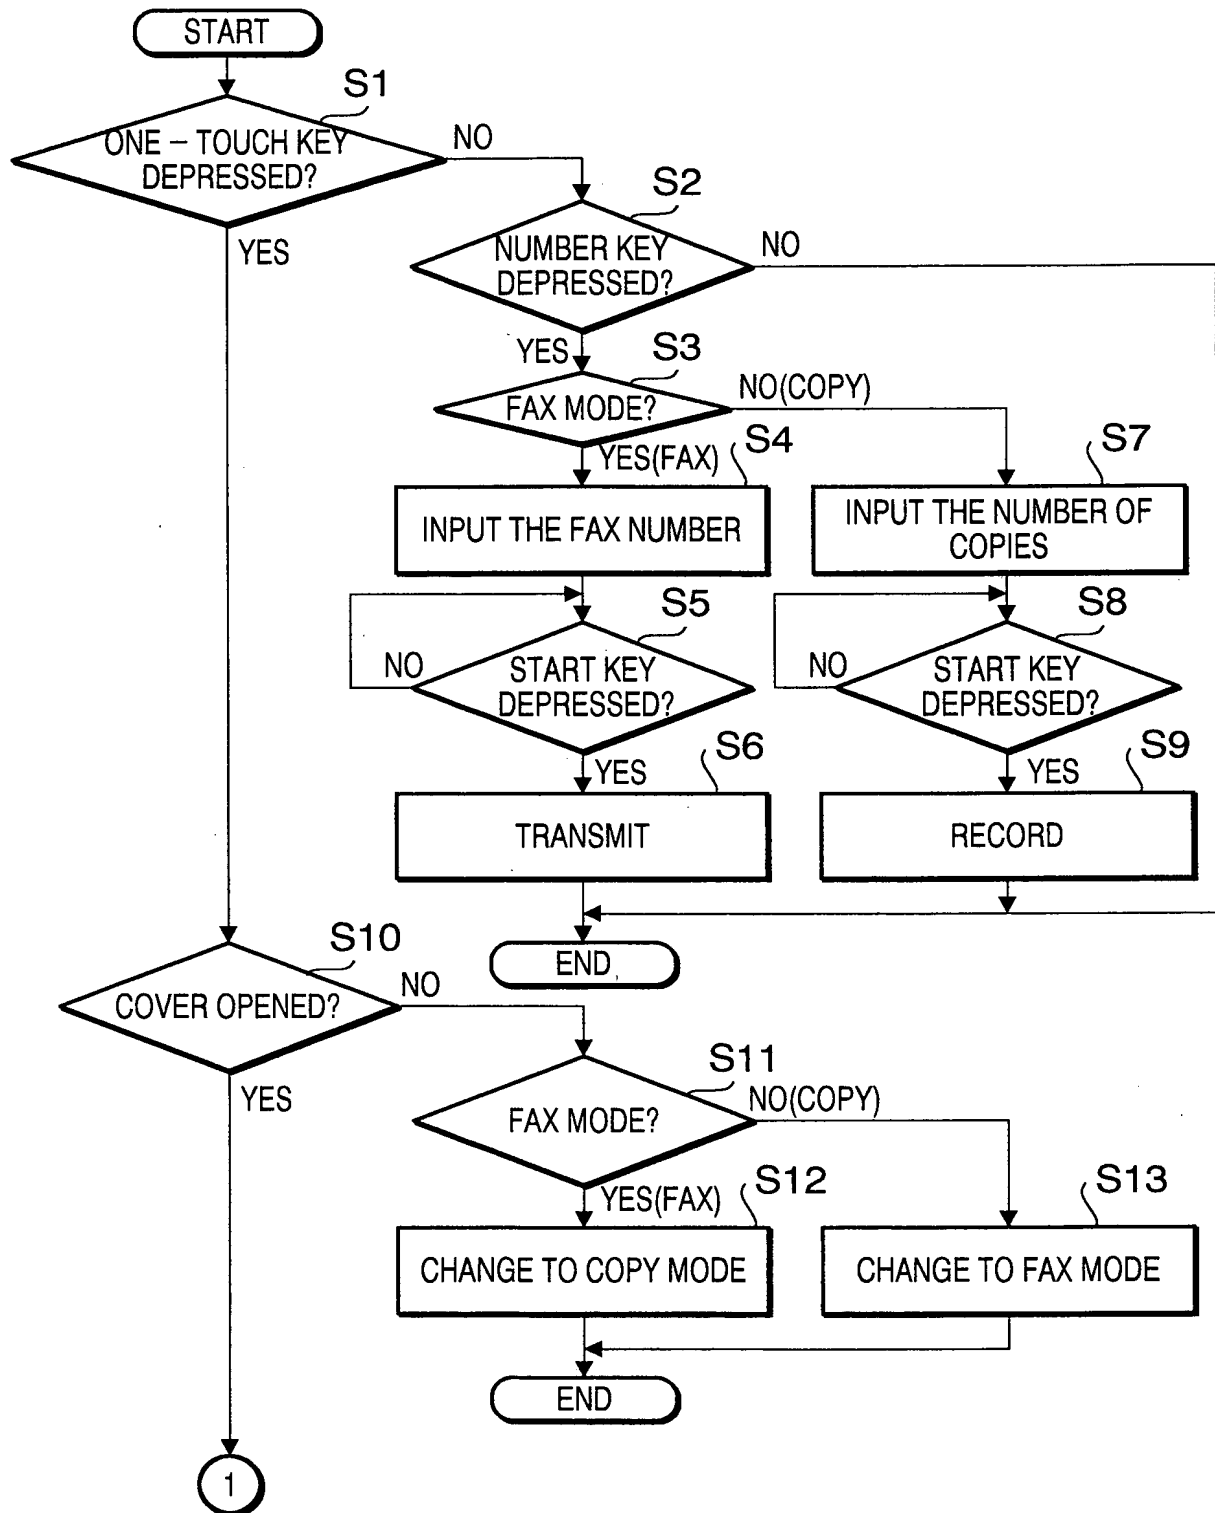 START
S1
ONE – TOUCH KEY
DEPRESSED?
NO
YES
S2
NUMBER KEY
DEPRESSED?
NO
YES
S3
FAX MODE?
NO(COPY)
YES(FAX)
S4
INPUT THE FAX NUMBER
S7
INPUT THE NUMBER OF
COPIES
S5
START KEY
DEPRESSED?
NO
YES
S8
START KEY
DEPRESSED?
NO
YES
S6
TRANSMIT
S9
RECORD
END
S10
COVER OPENED?
NO
YES
S11
FAX MODE?
NO(COPY)
YES(FAX)
S12
CHANGE TO COPY MODE
S13
CHANGE TO FAX MODE
END
1